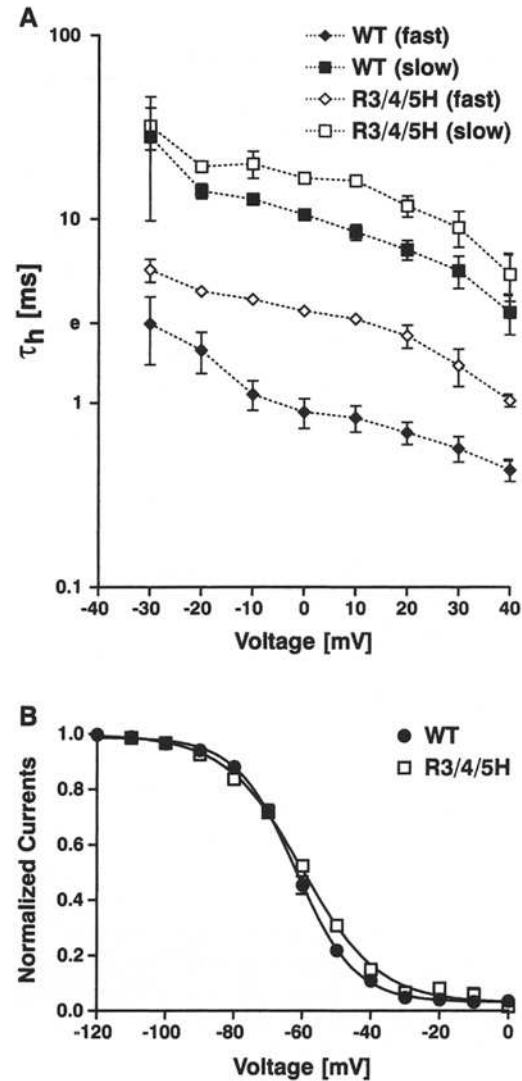 A
100
WT (fast)
WT (slow)
R3/4/5H (fast)
R3/4/5H (slow)
10
e
1
0.1
τh [ms]
-40 -30 -20 -10 0 10 20 30 40
Voltage [mV]
B
1.0
0.8
0.6
0.4
0.2
0.0
WT
R3/4/5H
Normalized Currents
-120 -100 -80 -60 -40 -20 0
Voltage [mV]